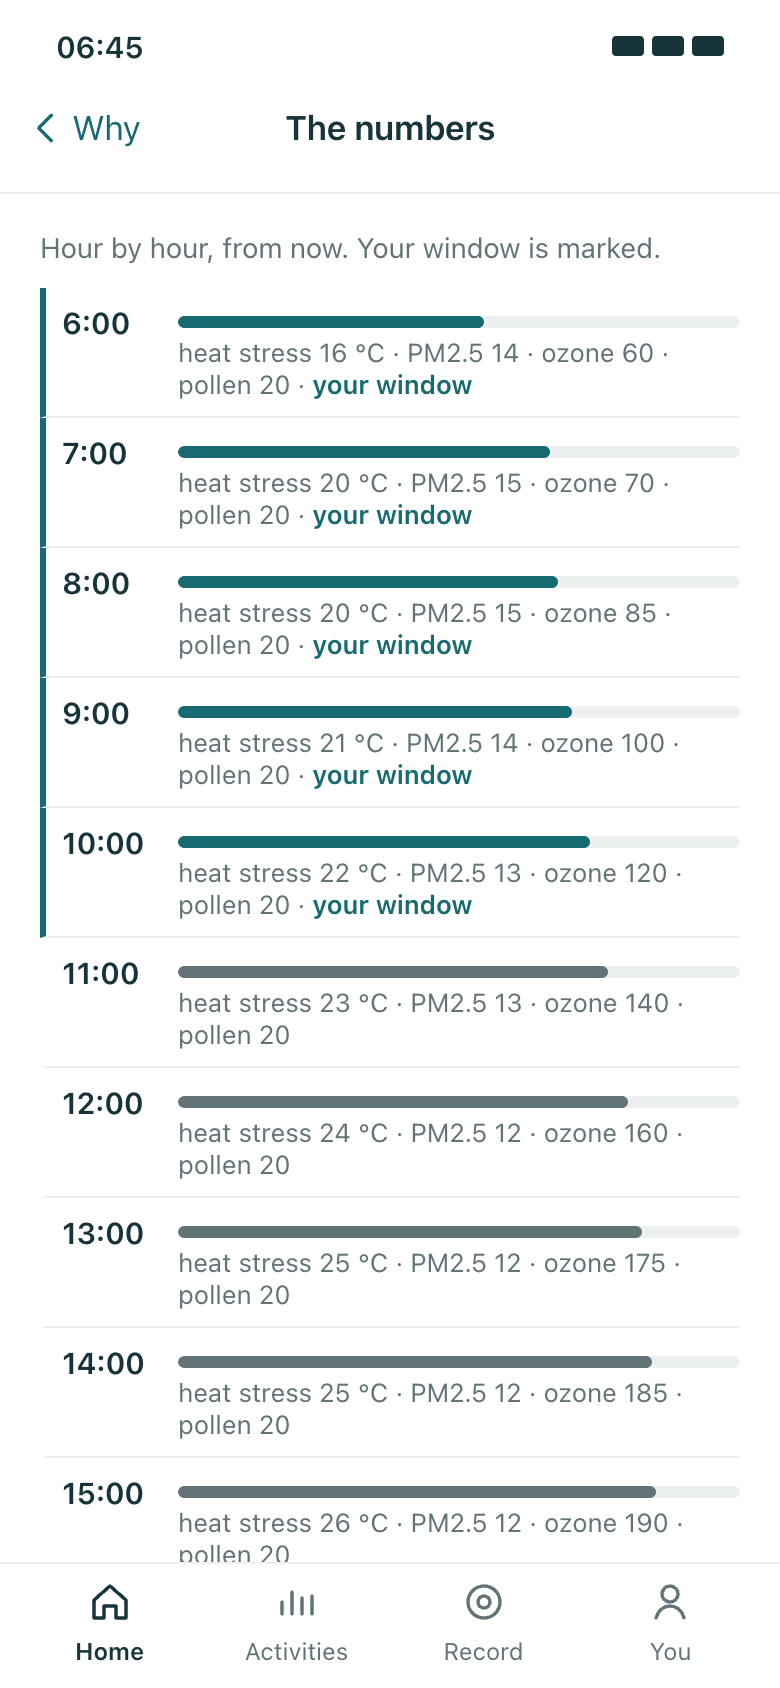 06:45
Why
The numbers
Hour by hour, from now. Your window is marked.
6:00
heat stress 16 °C · PM2.5 14 · ozone 60 ·
pollen 20 · your window
7:00
heat stress 20 °C · PM2.5 15 · ozone 70 ·
pollen 20 · your window
8:00
heat stress 20 °C · PM2.5 15 · ozone 85 ·
pollen 20 · your window
9:00
heat stress 21 °C · PM2.5 14 · ozone 100 ·
pollen 20 · your window
10:00
heat stress 22 °C · PM2.5 13 · ozone 120 ·
pollen 20 · your window
11:00
heat stress 23 °C · PM2.5 13 · ozone 140 ·
pollen 20
12:00
heat stress 24 °C · PM2.5 12 · ozone 160 ·
pollen 20
13:00
heat stress 25 °C · PM2.5 12 · ozone 175 ·
pollen 20
14:00
heat stress 25 °C · PM2.5 12 · ozone 185 ·
pollen 20
15:00
heat stress 26 °C · PM2.5 12 · ozone 190 ·
pollen 20
Home
Activities
Record
You